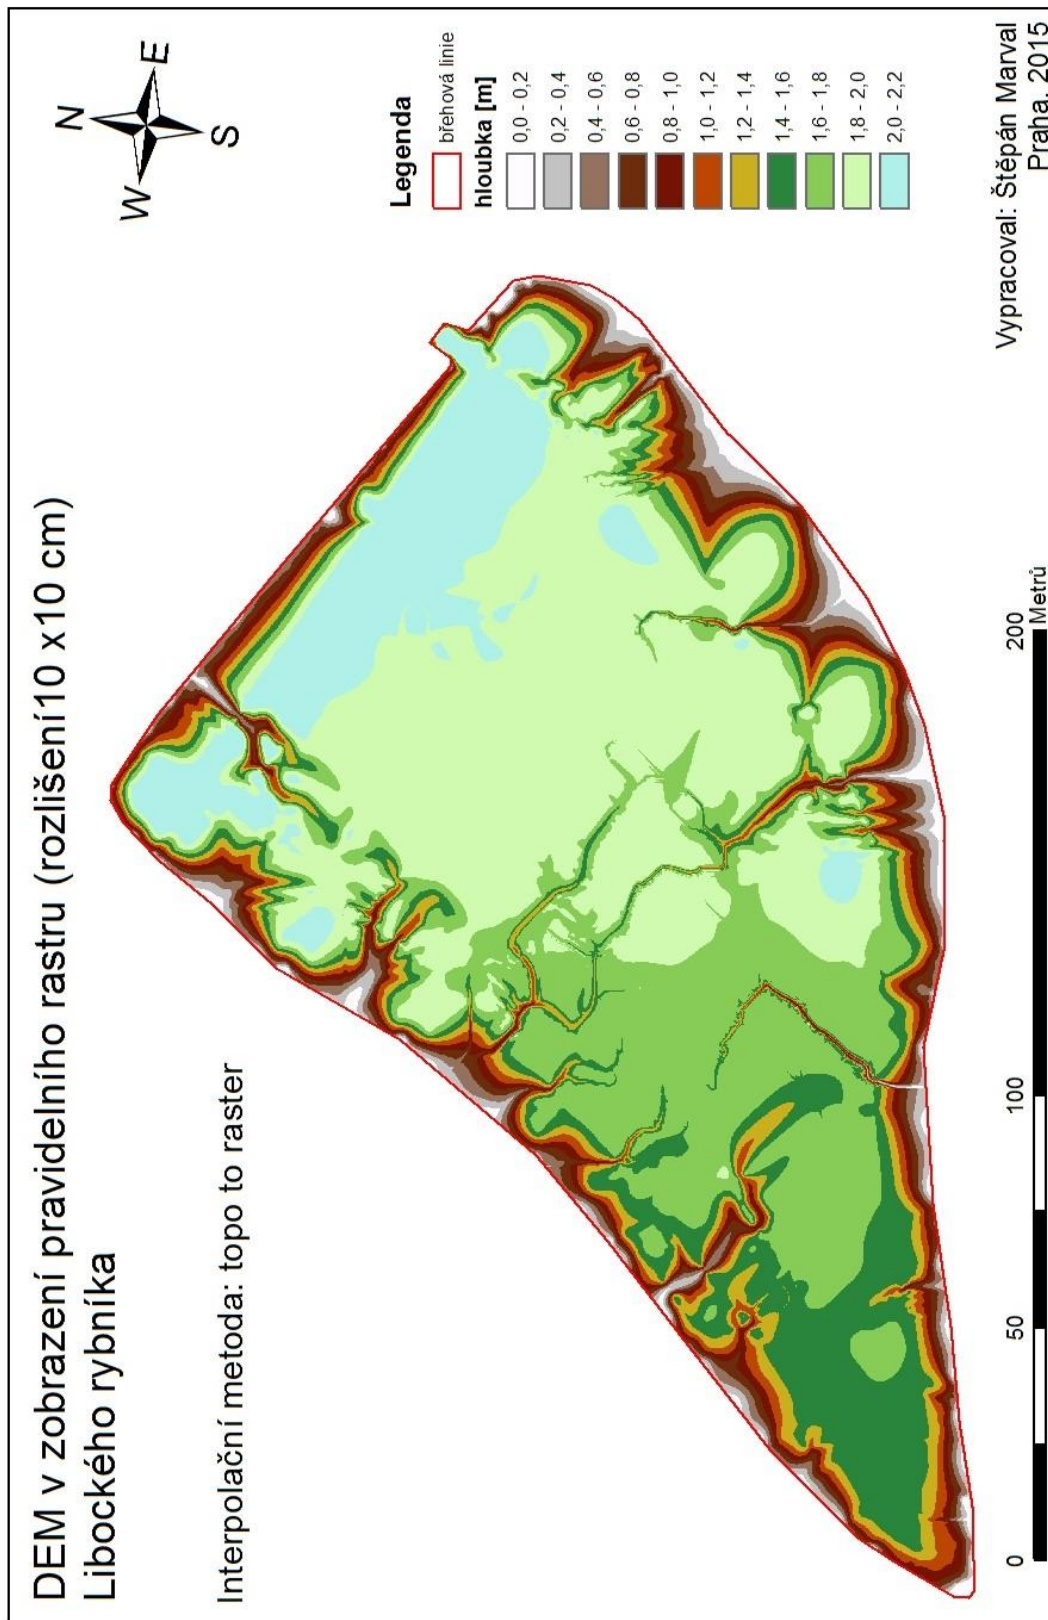 DEM v zobrazení pravidelního rastru (rozlišení10 x10 cm)
Libockého rybníka
Interpolační metoda: topo to raster
N
E
S
W
Legenda
břehová linie
hloubka [m]
0,0 - 0,2
0,2 - 0,4
0,4 - 0,6
0,6 - 0,8
0,8 - 1,0
1,0 - 1,2
1,2 - 1,4
1,4 - 1,6
1,6 - 1,8
1,8 - 2,0
2,0 - 2,2
0 50 100 200
Metrů
Vypracoval: Štěpán Marval
Praha, 2015